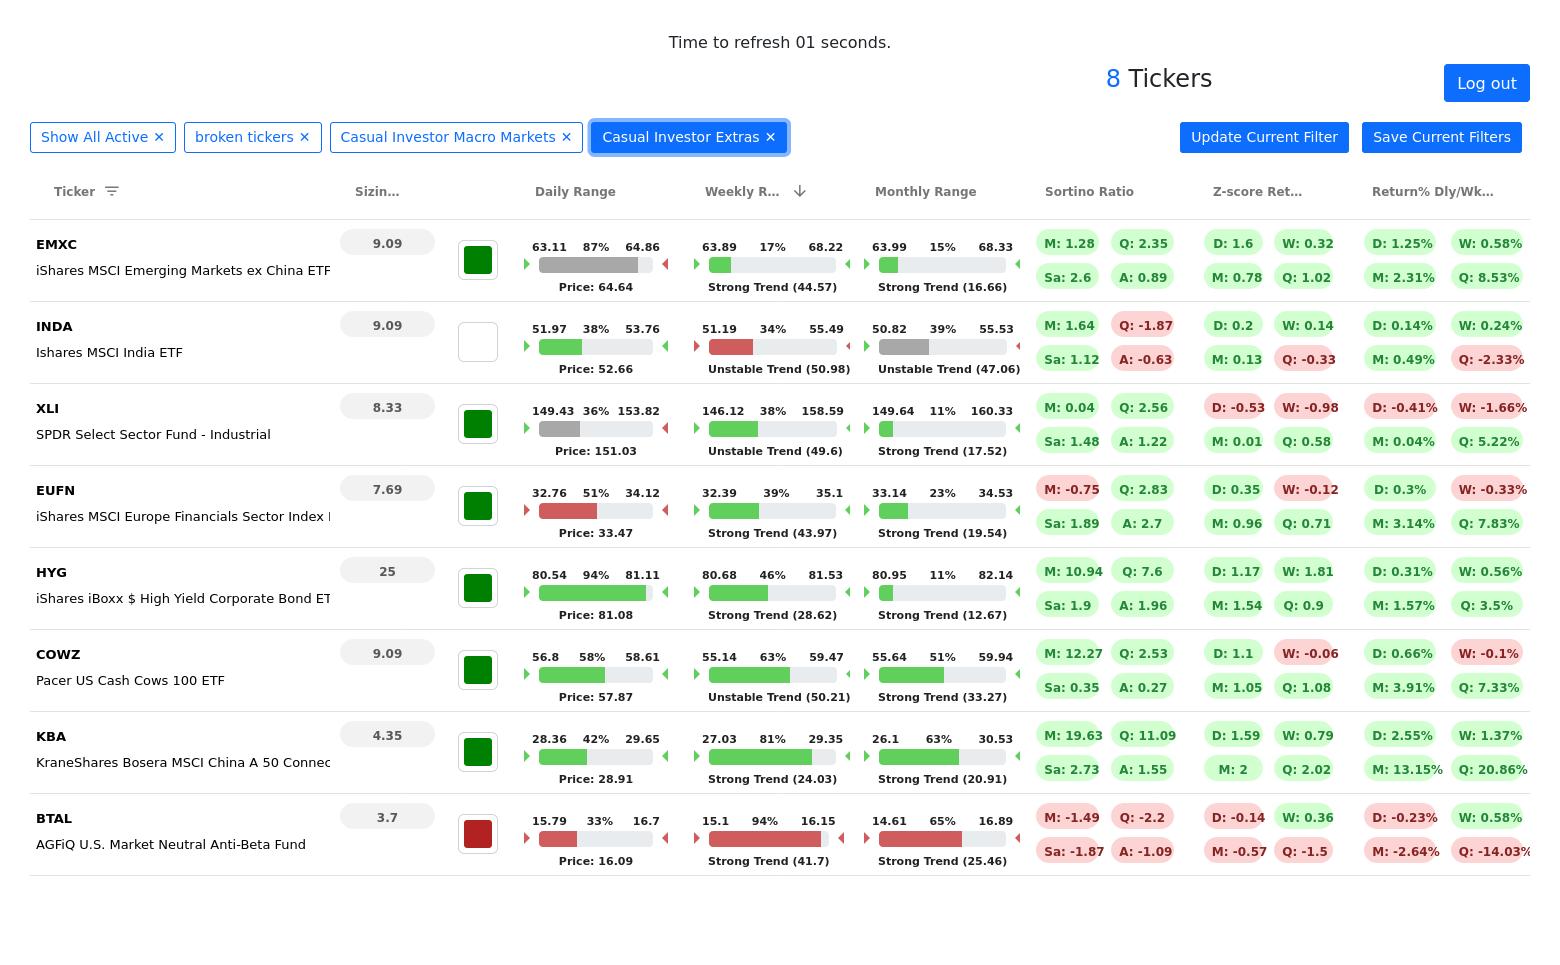 Time to refresh 01 seconds.
8 Tickers
Log out
Show All Active ✕ broken tickers ✕ Casual Investor Macro Markets ✕ Casual Investor Extras ✕ Update Current Filter Save Current Filters
Ticker Sizin... Daily Range Weekly R... Monthly Range Sortino Ratio Z-score Ret... Return% Dly/Wk...
EMXC 9.09 63.11 87% 64.86 63.89 17% 68.22 63.99 15% 68.33 M: 1.28 Q: 2.35 D: 1.6 W: 0.32 D: 1.25% W: 0.58%
iShares MSCI Emerging Markets ex China ETF Price: 64.64 Strong Trend (44.57) Strong Trend (16.66) Sa: 2.6 A: 0.89 M: 0.78 Q: 1.02 M: 2.31% Q: 8.53%
INDA 9.09 51.97 38% 53.76 51.19 34% 55.49 50.82 39% 55.53 M: 1.64 Q: -1.87 D: 0.2 W: 0.14 D: 0.14% W: 0.24%
Ishares MSCI India ETF Price: 52.66 Unstable Trend (50.98) Unstable Trend (47.06) Sa: 1.12 A: -0.63 M: 0.13 Q: -0.33 M: 0.49% Q: -2.33%
XLI 8.33 149.43 36% 153.82 146.12 38% 158.59 149.64 11% 160.33 M: 0.04 Q: 2.56 D: -0.53 W: -0.98 D: -0.41% W: -1.66%
SPDR Select Sector Fund - Industrial Price: 151.03 Unstable Trend (49.6) Strong Trend (17.52) Sa: 1.48 A: 1.22 M: 0.01 Q: 0.58 M: 0.04% Q: 5.22%
EUFN 7.69 32.76 51% 34.12 32.39 39% 35.1 33.14 23% 34.53 M: -0.75 Q: 2.83 D: 0.35 W: -0.12 D: 0.3% W: -0.33%
iShares MSCI Europe Financials Sector Index Price: 33.47 Strong Trend (43.97) Strong Trend (19.54) Sa: 1.89 A: 2.7 M: 0.96 Q: 0.71 M: 3.14% Q: 7.83%
HYG 25 80.54 94% 81.11 80.68 46% 81.53 80.95 11% 82.14 M: 10.94 Q: 7.6 D: 1.17 W: 1.81 D: 0.31% W: 0.56%
iShares iBoxx $ High Yield Corporate Bond ET Price: 81.08 Strong Trend (28.62) Strong Trend (12.67) Sa: 1.9 A: 1.96 M: 1.54 Q: 0.9 M: 1.57% Q: 3.5%
COWZ 9.09 56.8 58% 58.61 55.14 63% 59.47 55.64 51% 59.94 M: 12.27 Q: 2.53 D: 1.1 W: -0.06 D: 0.66% W: -0.1%
Pacer US Cash Cows 100 ETF Price: 57.87 Unstable Trend (50.21) Strong Trend (33.27) Sa: 0.35 A: 0.27 M: 1.05 Q: 1.08 M: 3.91% Q: 7.33%
KBA 4.35 28.36 42% 29.65 27.03 81% 29.35 26.1 63% 30.53 M: 19.63 Q: 11.09 D: 1.59 W: 0.79 D: 2.55% W: 1.37%
KraneShares Bosera MSCI China A 50 Connec Price: 28.91 Strong Trend (24.03) Strong Trend (20.91) Sa: 2.73 A: 1.55 M: 2 Q: 2.02 M: 13.15% Q: 20.86%
BTAL 3.7 15.79 33% 16.7 15.1 94% 16.15 14.61 65% 16.89 M: -1.49 Q: -2.2 D: -0.14 W: 0.36 D: -0.23% W: 0.58%
AGFiQ U.S. Market Neutral Anti-Beta Fund Price: 16.09 Strong Trend (41.7) Strong Trend (25.46) Sa: -1.87 A: -1.09 M: -0.57 Q: -1.5 M: -2.64% Q: -14.03%